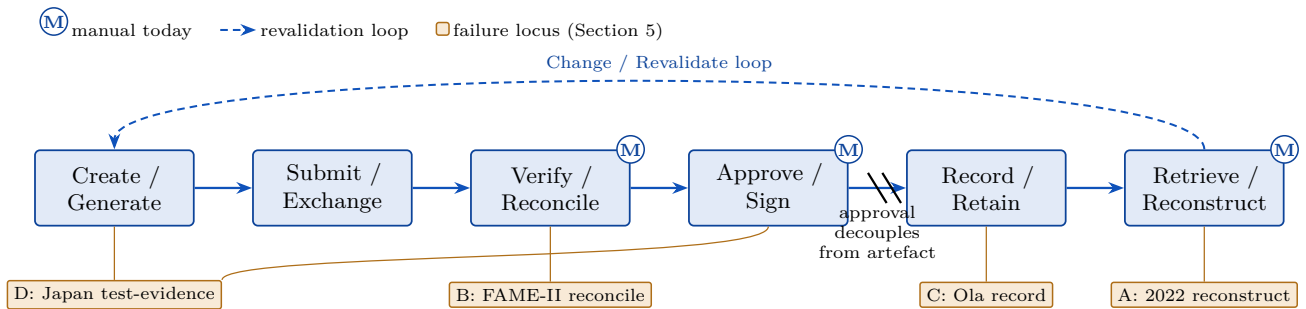 M manual today
revalidation loop
failure locus (Section 5)
Change / Revalidate loop
Create /
Generate
Submit /
Exchange
M
Verify /
Reconcile
M
Approve /
Sign
approval
decouples
from artefact
Record /
Retain
M
Retrieve /
Reconstruct
D: Japan test-evidence
B: FAME-II reconcile
C: Ola record
A: 2022 reconstruct